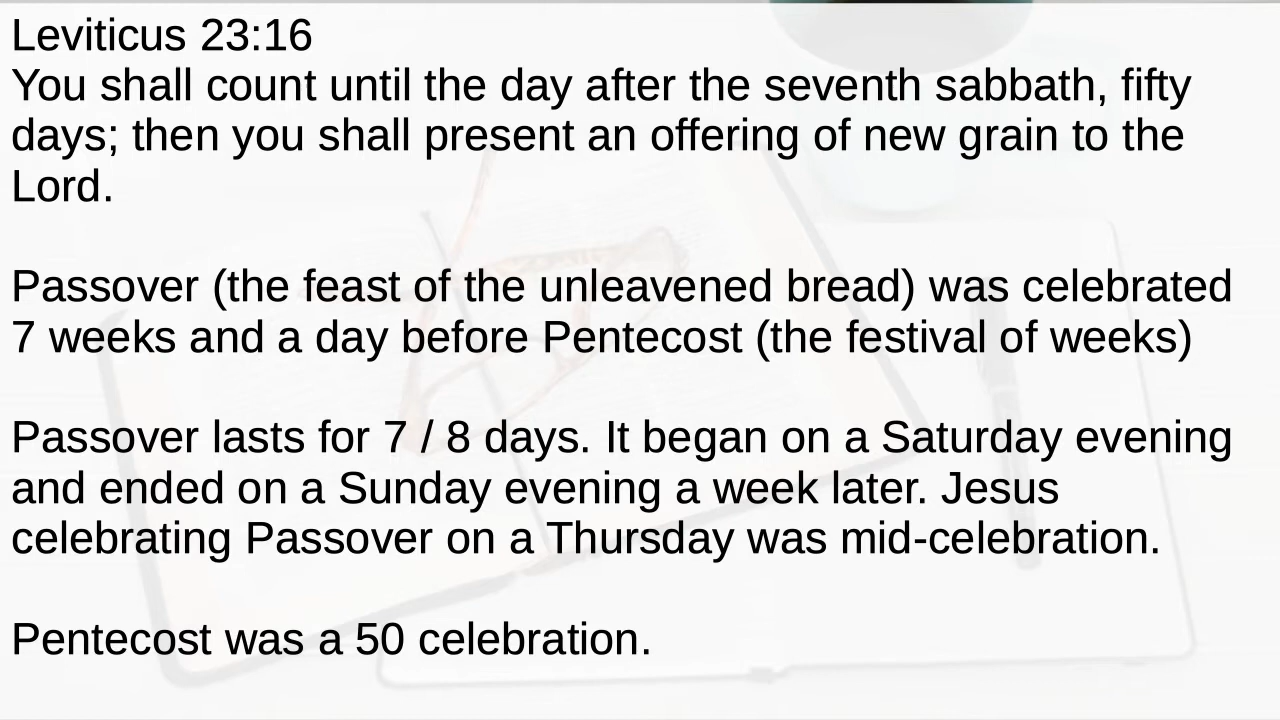 Leviticus 23:16
You shall count until the day after the seventh sabbath, fifty
days; then you shall present an offering of new grain to the
Lord.
Passover (the feast of the unleavened bread) was celebrated
7 weeks and a day before Pentecost (the festival of weeks)
Passover lasts for 7 / 8 days. It began on a Saturday evening
and ended on a Sunday evening a week later. Jesus
celebrating Passover on a Thursday was mid-celebration.
Pentecost was a 50 celebration.